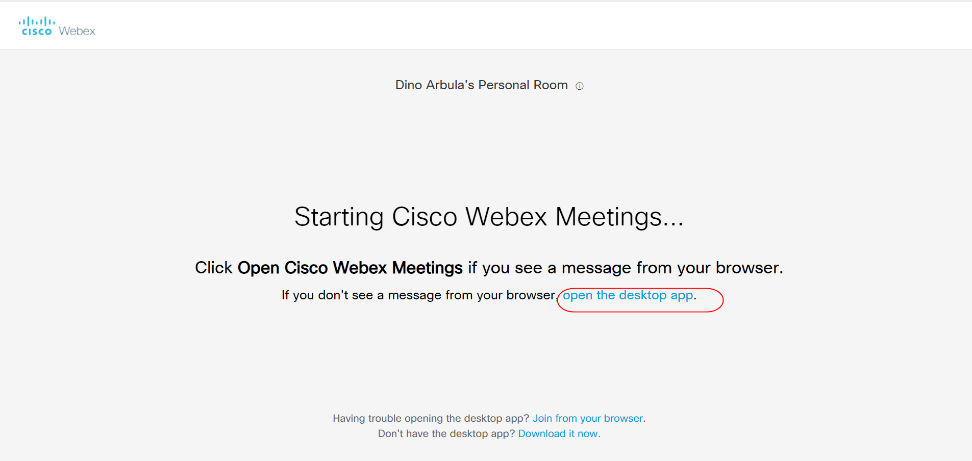 CISCO Webex
Dino Arbula's Personal Room
Starting Cisco Webex Meetings...
Click Open Cisco Webex Meetings if you see a message from your browser.
If you don't see a message from your browser, open the desktop app.
Having trouble opening the desktop app? Join from your browser.
Don't have the desktop app? Download it now.